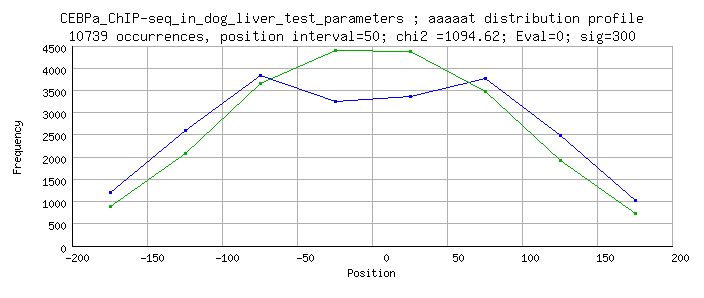 CEBPa_ChIP-seq_in_dog_liver_test_parameters ; aaaaat distribution profile
10739 occurrences, position interval=50; chi2 =1094.62; Eval=0; sig=300
4500
4000
3500
3000
2500
2000
1500
1000
500
0
Frequency
-200 -150 -100 -50 0 50 100 150 200
Position